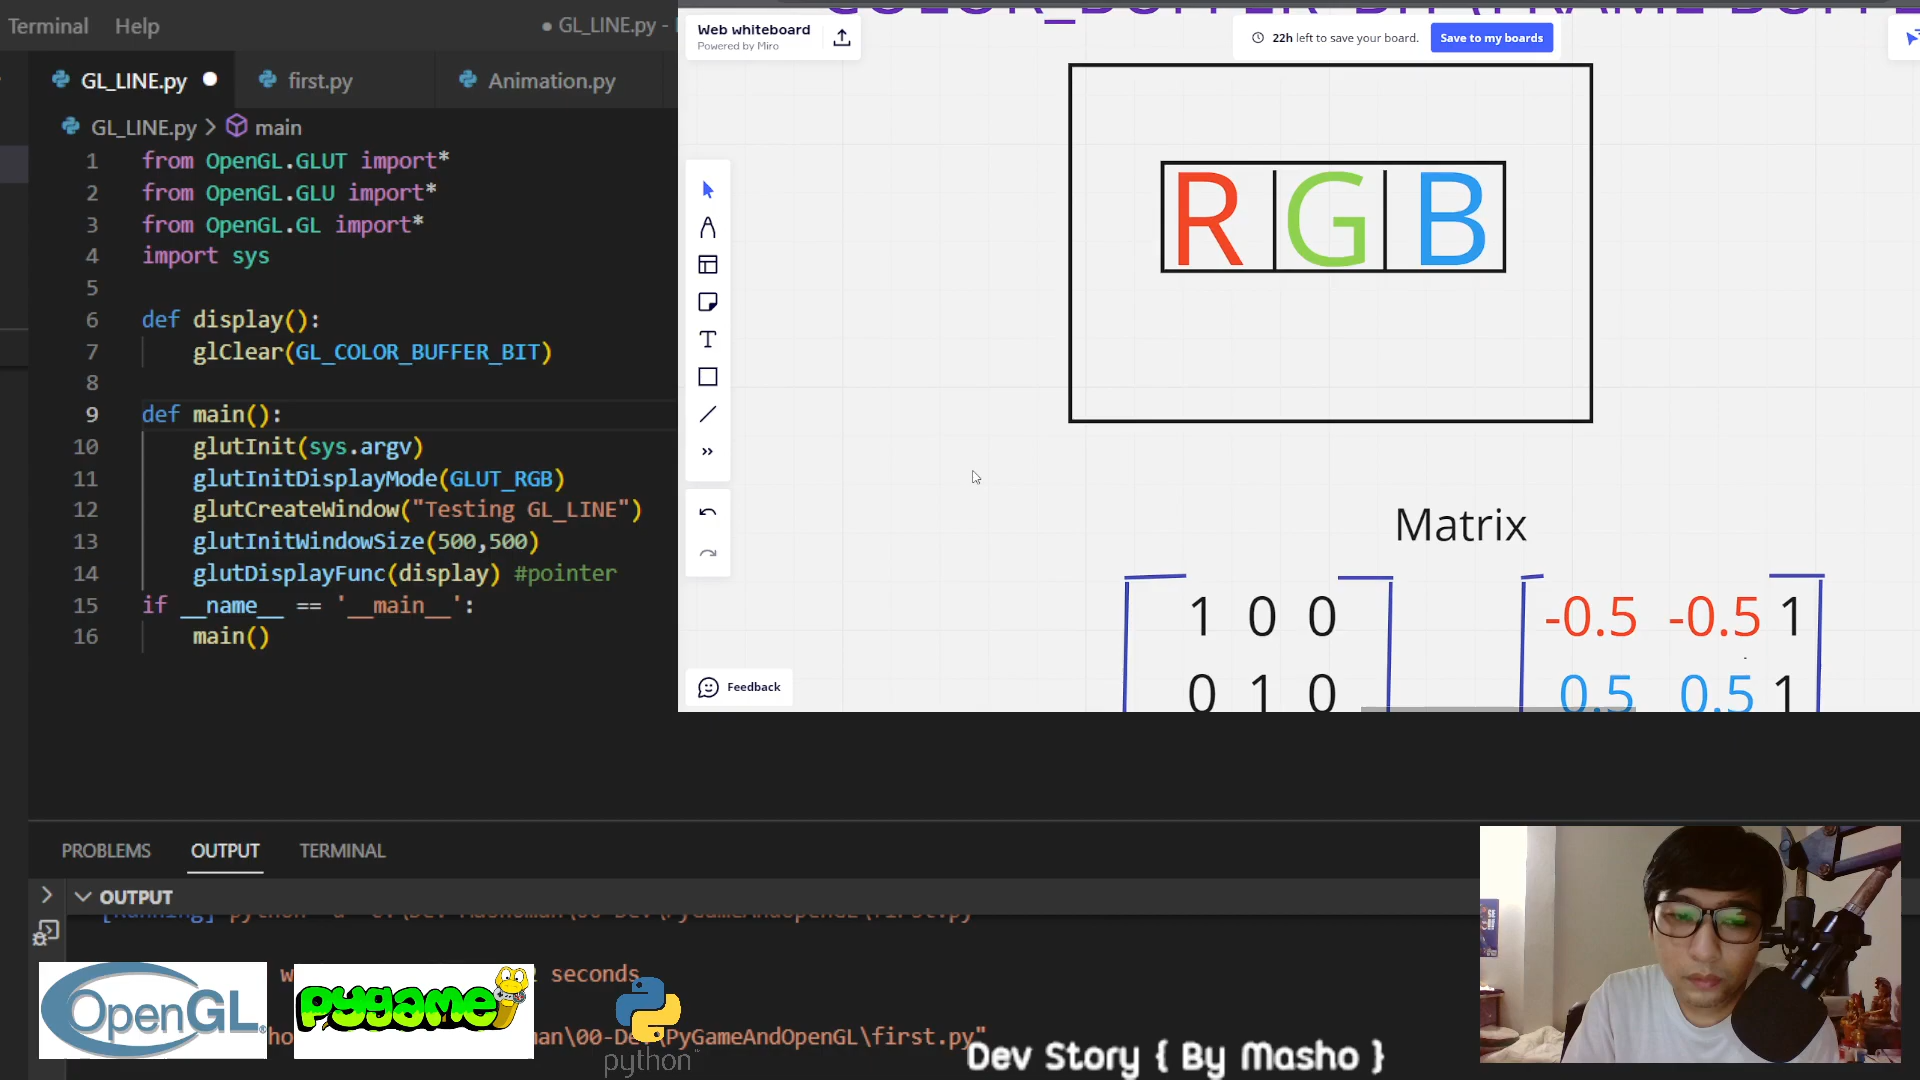 Terminal Help
● GL_LINE.py -
GL_LINE.py
first.py
Animation.py
GL_LINE.py > main
1 from OpenGL.GLUT import*
2 from OpenGL.GLU import*
3 from OpenGL.GL import*
4 import sys
5
6 def display():
7 glClear(GL_COLOR_BUFFER_BIT)
8
9 def main():
10 glutInit(sys.argv)
11 glutInitDisplayMode(GLUT_RGB)
12 glutCreateWindow("Testing GL_LINE")
13 glutInitWindowSize(500,500)
14 glutDisplayFunc(display) #pointer
15 if __name__ == '__main__':
16 main()
Web whiteboard
Powered by Miro
22h left to save your board.
Save to my boards
R G B
Matrix
1 0 0
0 1 0
-0.5 -0.5 1
0.5 0.5 1
Feedback
PROBLEMS OUTPUT TERMINAL
OUTPUT
seconds
\00-Dev\PyGameAndOpenGL\first.py"
OpenGL
pygame
python
Dev Story { By Masho }